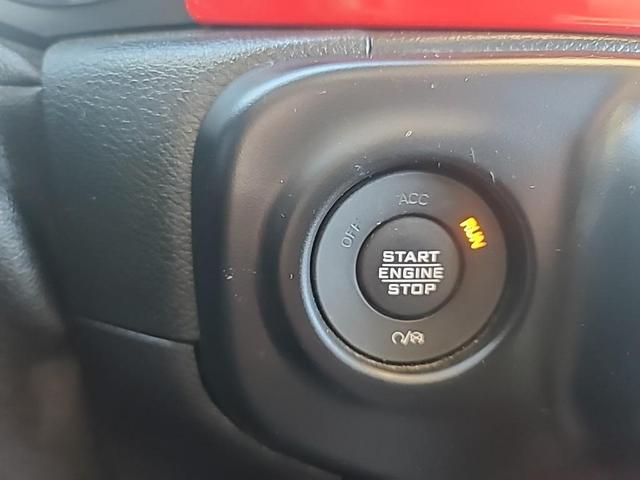 ACC
OFF
RUN
START
ENGINE
STOP